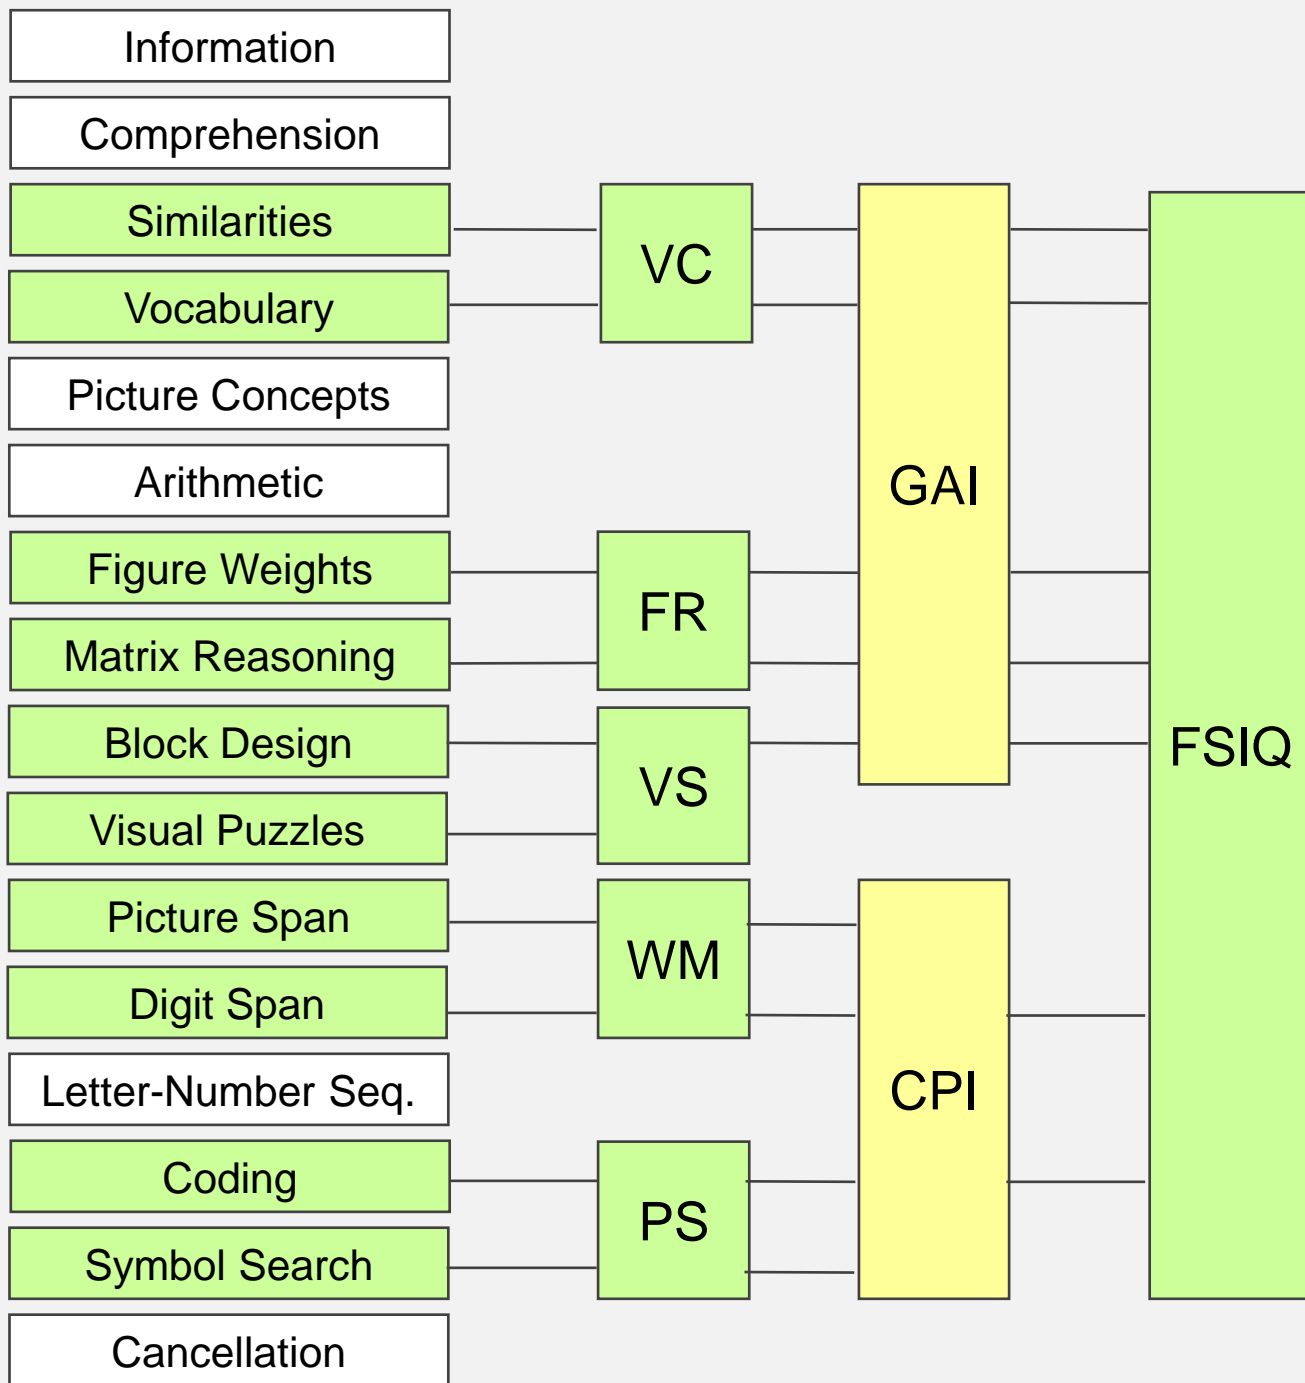 Information
Comprehension
Similarities
Vocabulary
Picture Concepts
Arithmetic
Figure Weights
Matrix Reasoning
Block Design
Visual Puzzles
Picture Span
Digit Span
Letter-Number Seq.
Coding
Symbol Search
Cancellation
VC
FR
VS
WM
PS
GAI
CPI
FSIQ